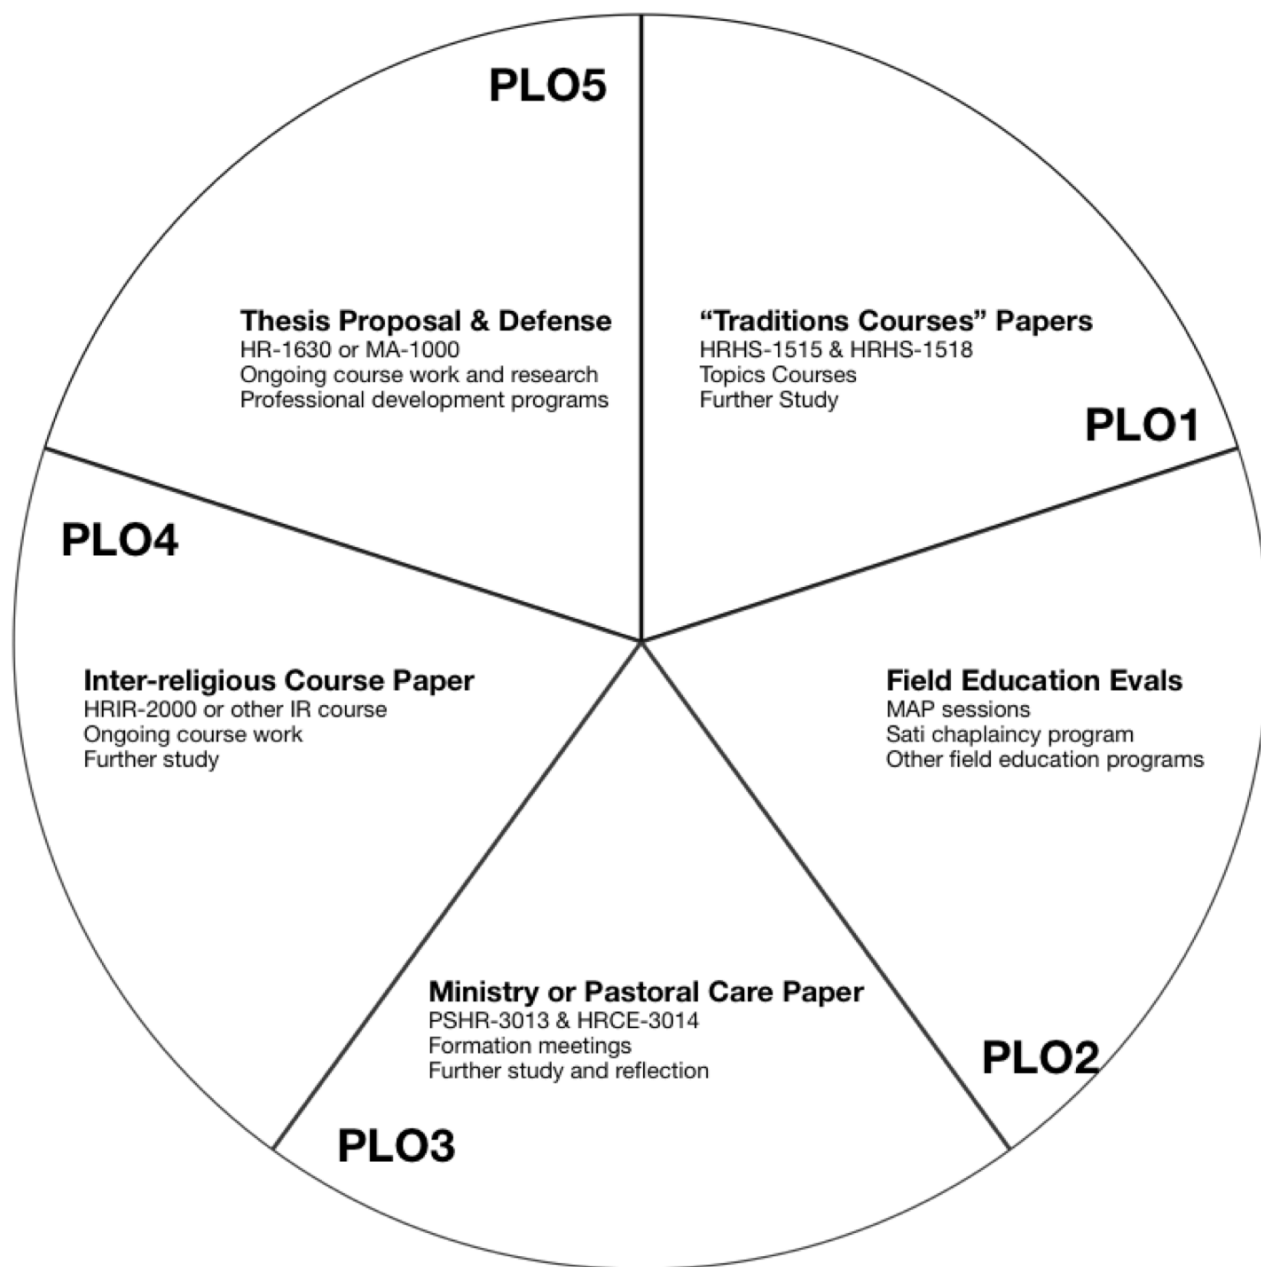 PLO5
Thesis Proposal & Defense
HR-1630 or MA-1000
Ongoing course work and research
Professional development programs
“Traditions Courses” Papers
HRHS-1515 & HRHS-1518
Topics Courses
Further Study
PLO1
PLO4
Inter-religious Course Paper
HRIR-2000 or other IR course
Ongoing course work
Further study
Field Education Evals
MAP sessions
Sati chaplaincy program
Other field education programs
PLO2
Ministry or Pastoral Care Paper
PSHR-3013 & HRCE-3014
Formation meetings
Further study and reflection
PLO3